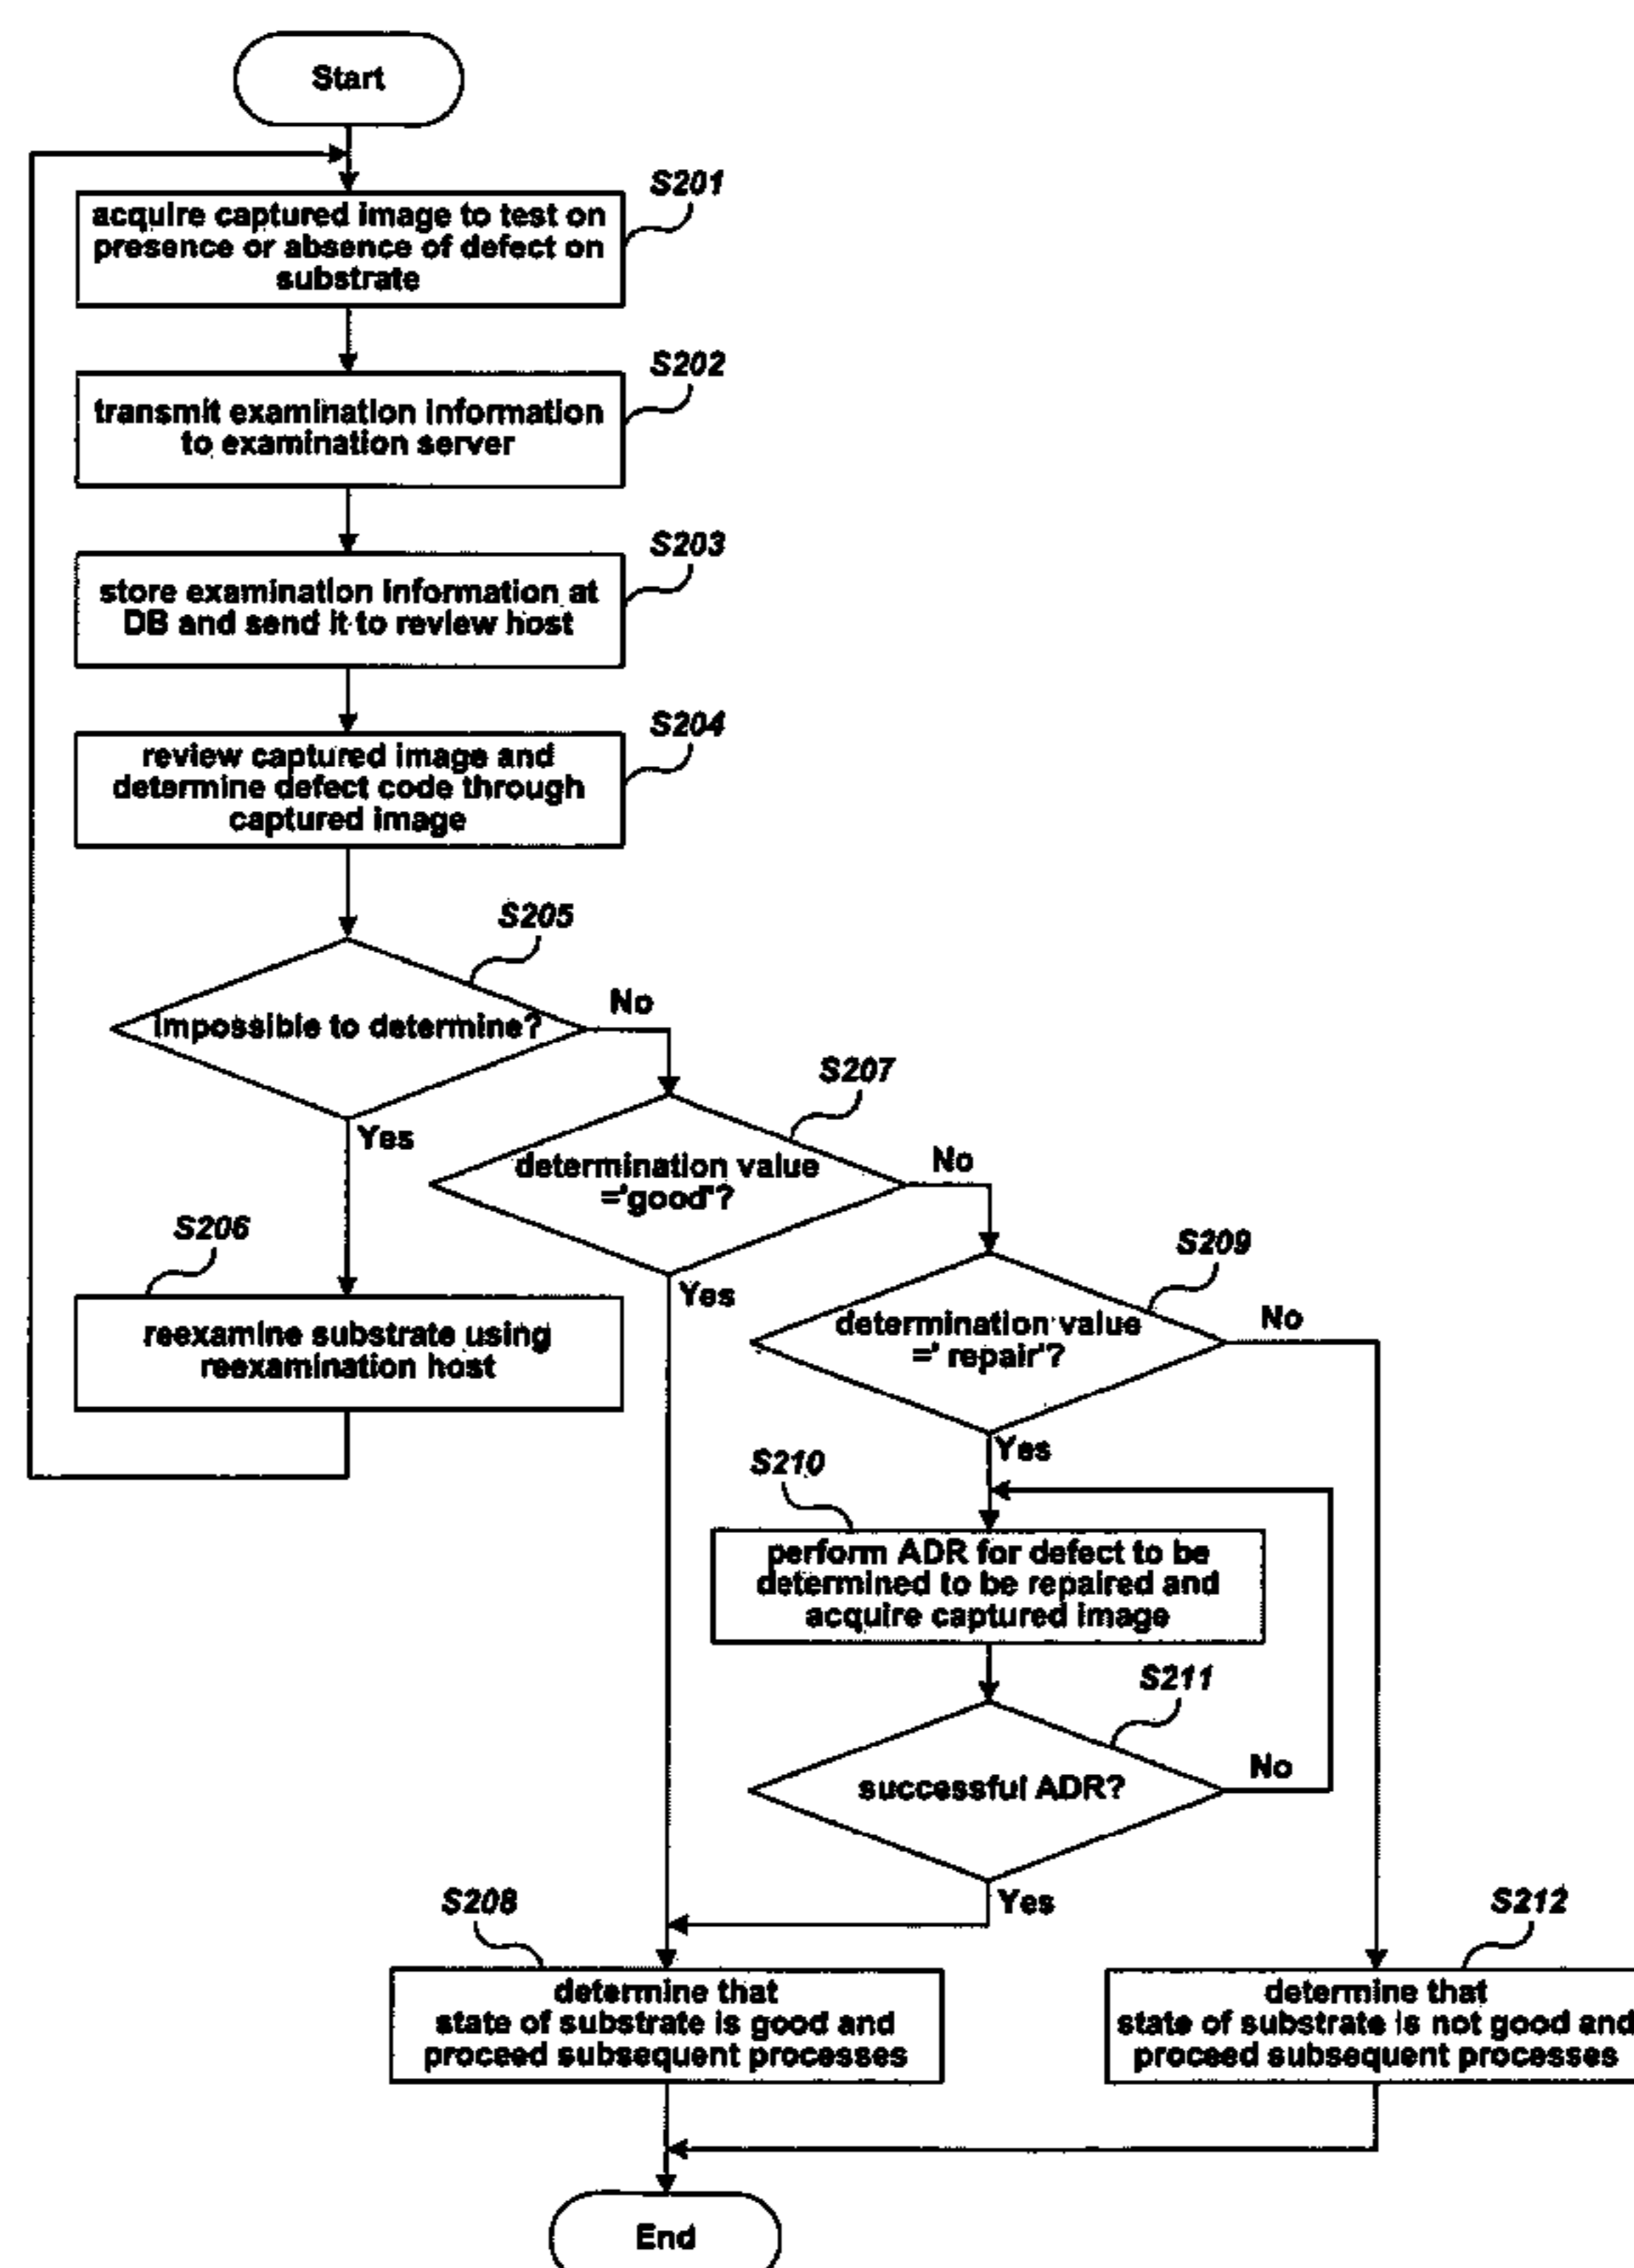 Start
S201
acquire captured image to test on
presence or absence of defect on
substrate
S202
transmit examination information
to examination server
S203
store examination information at
DB and send it to review host
S204
review captured image and
determine defect code through
captured image
S205
impossible to determine?
No
Yes
S207
determination value
='good'?
No
Yes
S206
reexamine substrate using
reexamination host
S209
determination value
=' repair'?
No
Yes
S210
perform ADR for defect to be
determined to be repaired and
acquire captured image
S211
successful ADR?
No
Yes
S208
determine that
state of substrate is good and
proceed subsequent processes
S212
determine that
state of substrate is not good and
proceed subsequent processes
End